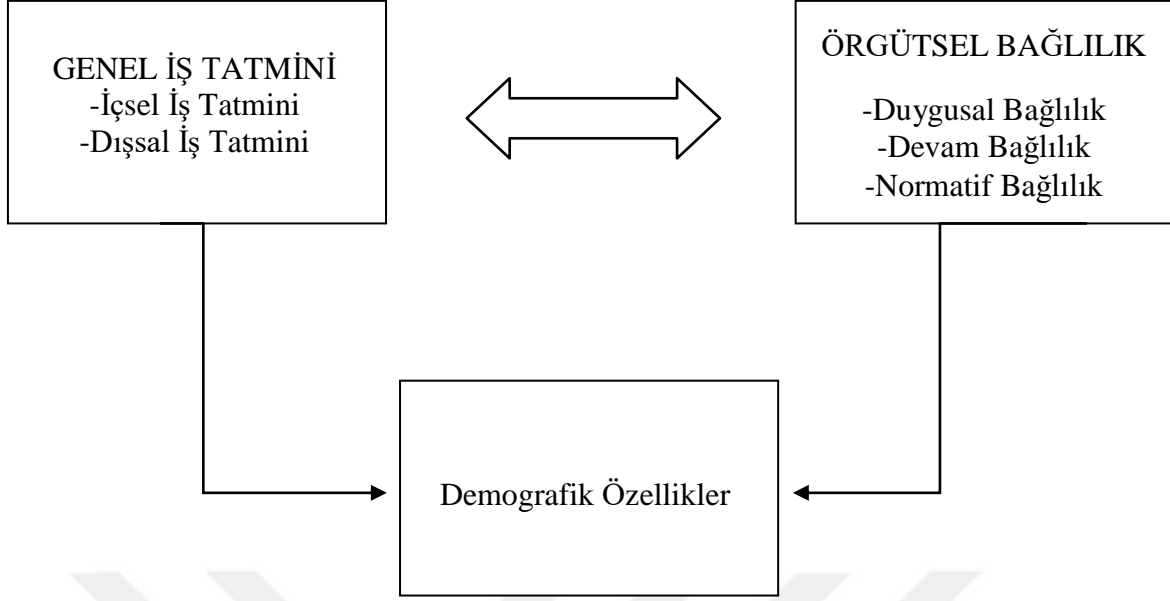 GENEL İŞ TATMİNİ
-İçsel İş Tatmini
-Dışsal İş Tatmini
ÖRGÜTSEL BAĞLILIK
-Duygusal Bağlılık
-Devam Bağlılık
-Normatif Bağlılık
Demografik Özellikler